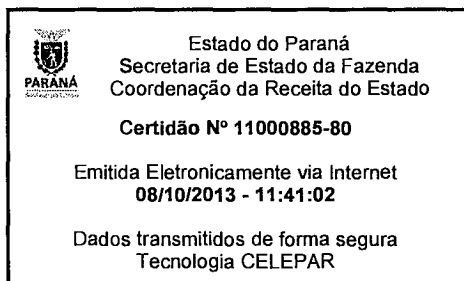 Estado do Paraná
Secretaria de Estado da Fazenda
Coordenação da Receita do Estado
PARANÁ
Certidão Nº 11000885-80
Emitida Eletronicamente via Internet
08/10/2013 - 11:41:02
Dados transmitidos de forma segura
Tecnologia CELEPAR